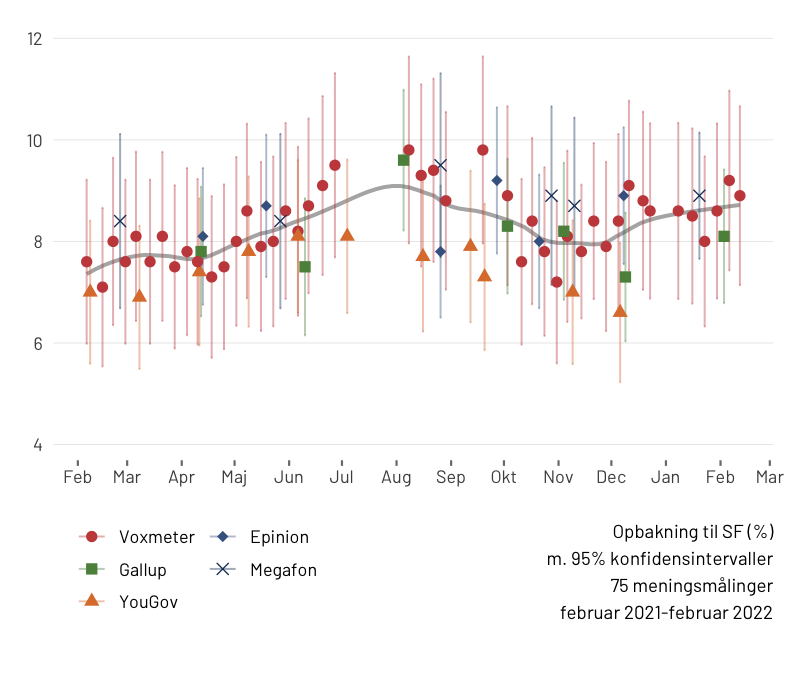 12
10
8
6
4
Feb Mar Apr Maj Jun Jul Aug Sep Okt Nov Dec Jan Feb Mar
Voxmeter Epinion
Gallup Megafon
YouGov
Opbakning til SF (%)
m. 95% konfidensintervaller
75 meningsmålinger
februar 2021-februar 2022